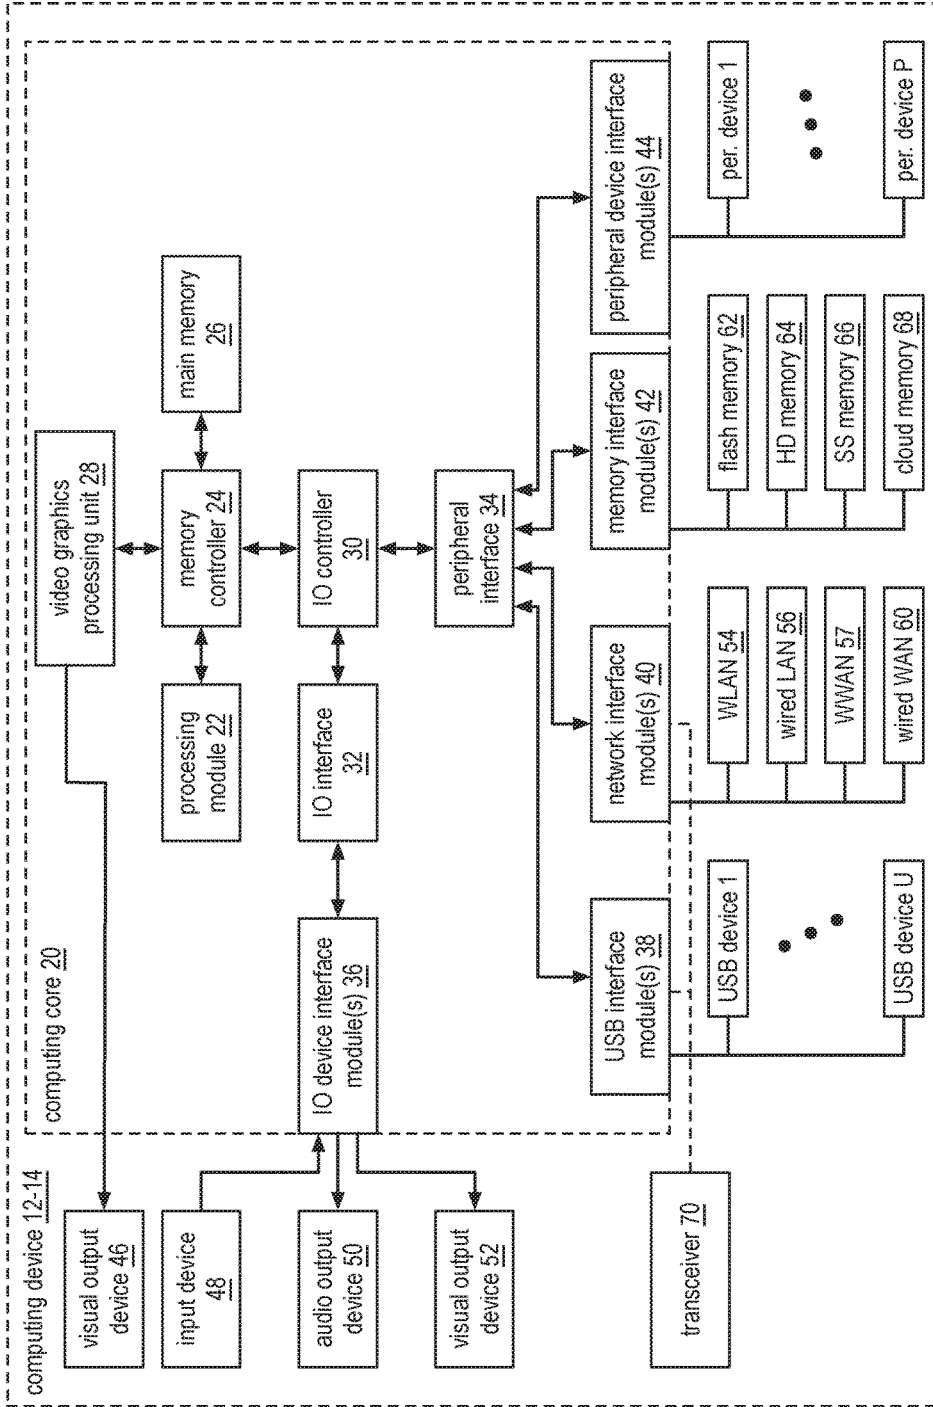 computing device 12-14
computing core 20
visual output
device 46
video graphics
processing unit 28
input device
48
processing
module 22
memory
controller 24
main memory
26
audio output
device 50
IO device interface
module(s) 36
IO interface
32
IO controller
30
visual output
device 52
peripheral
interface 34
USB interface
module(s) 38
network interface
module(s) 40
memory interface
module(s) 42
peripheral device interface
module(s) 44
transceiver 70
USB device 1
USB device U
WLAN 54
wired LAN 56
WWAN 57
wired WAN 60
flash memory 62
HD memory 64
SS memory 66
cloud memory 68
per. device 1
per. device P